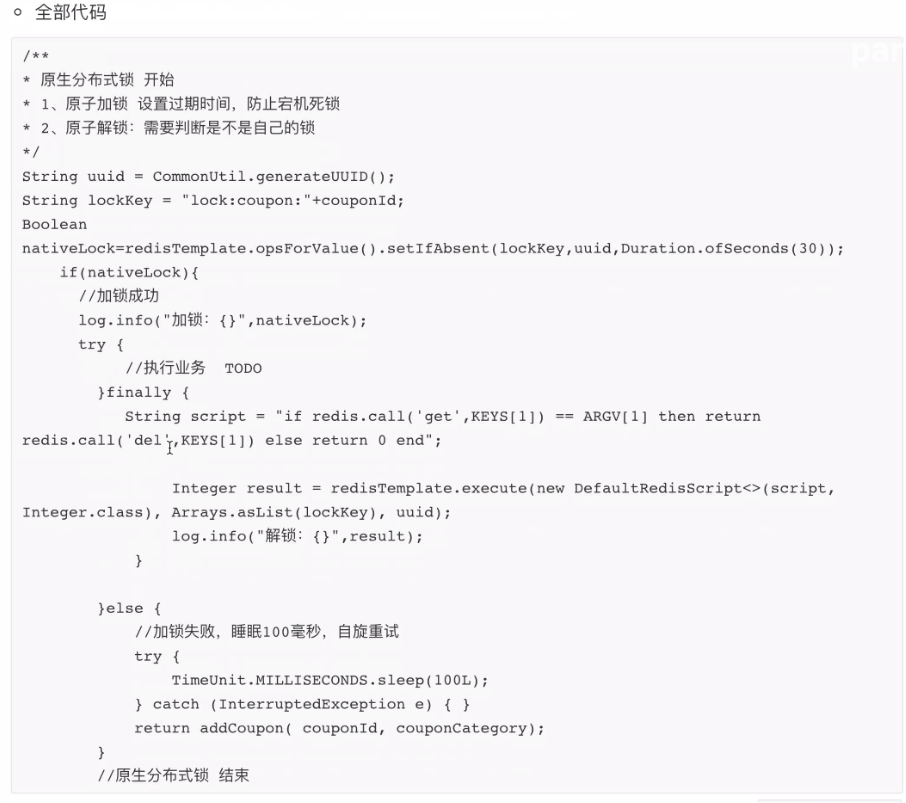 全部代码
par
/**
* 原生分布式锁 开始
* 1、原子加锁 设置过期时间，防止宕机死锁
* 2、原子解锁：需要判断是不是自己的锁
*/
String uuid = CommonUtil.generateUUID();
String lockKey = "lock:coupon:"+couponId;
Boolean
nativeLock=redisTemplate.opsForValue().setIfAbsent(lockKey,uuid,Duration.ofSeconds(30));
if(nativeLock){
//加锁成功
log.info("加锁：{}",nativeLock);
try {
//执行业务  TODO
}finally {
String script = "if redis.call('get',KEYS[1]) == ARGV[1] then return
redis.call('del',KEYS[1]) else return 0 end";
Integer result = redisTemplate.execute(new DefaultRedisScript<>(script,
Integer.class), Arrays.asList(lockKey), uuid);
log.info("解锁：{}",result);
}
}else {
//加锁失败，睡眠100毫秒，自旋重试
try {
TimeUnit.MILLISECONDS.sleep(100L);
} catch (InterruptedException e) { }
return addCoupon( couponId, couponCategory);
}
//原生分布式锁 结束